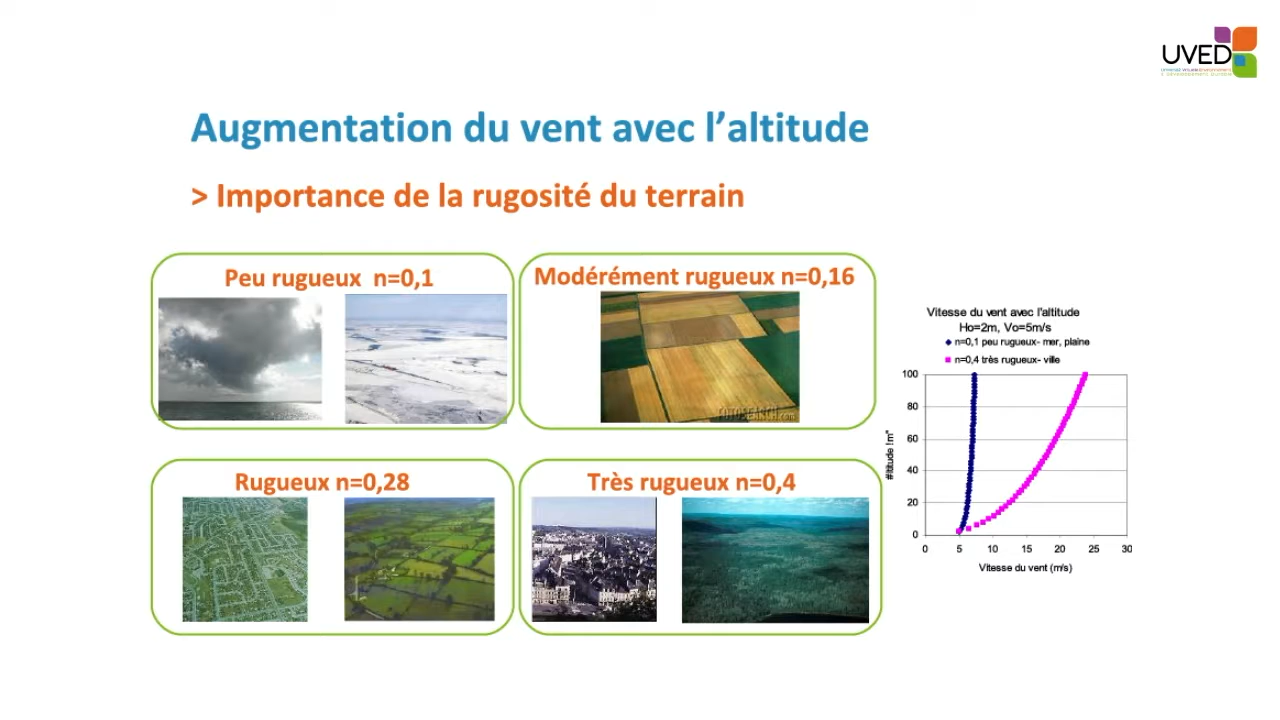 UVED
Augmentation du vent avec l’altitude
> Importance de la rugosité du terrain
Peu rugueux n=0,1
Modérément rugueux n=0,16
Rugueux n=0,28
Très rugueux n=0,4
Vitesse du vent avec l'altitude
Ho=2m, Vo=5m/s
n=0,1 peu rugueux- mer, plaine
n=0,4 très rugueux- ville
100
80
60
40
20
0
0 5 10 15 20 25 30
Vitesse du vent (m/s)